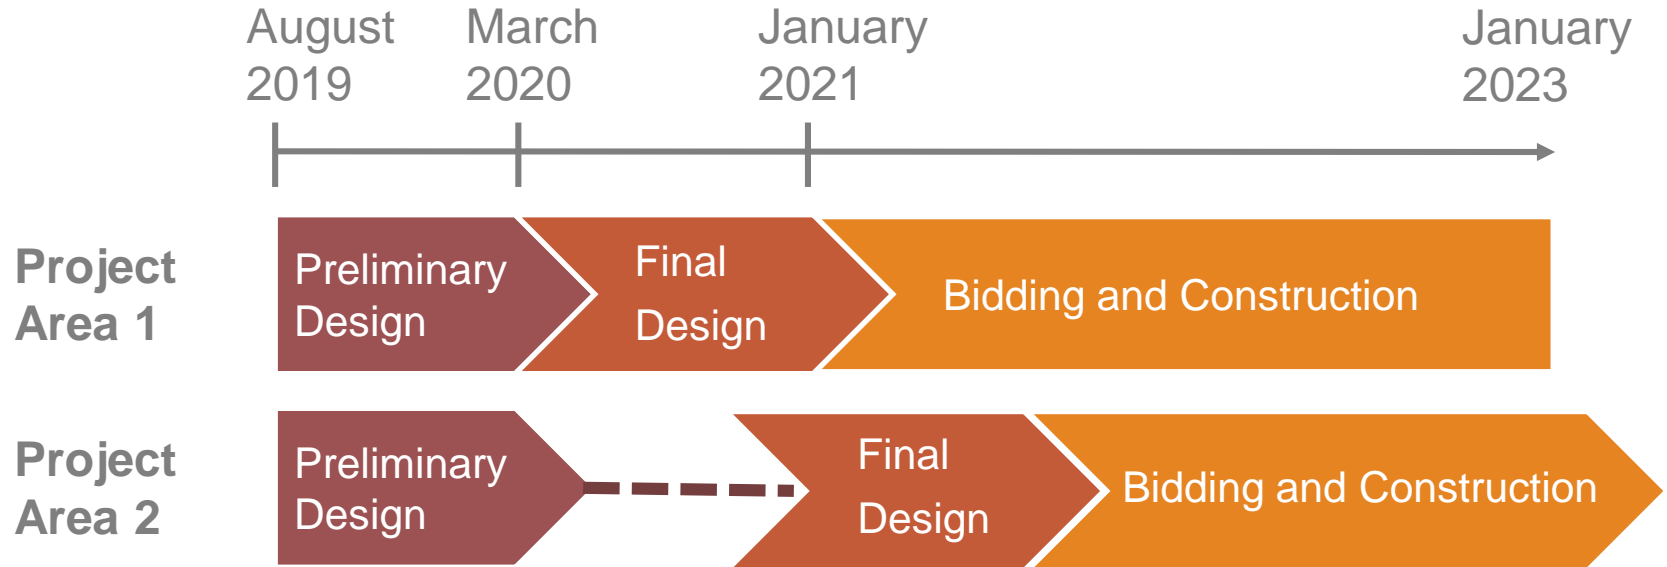 August
2019
March
2020
January
2021
January
2023
Project
Area 1
Preliminary
Design
Final
Design
Bidding and Construction
Project
Area 2
Preliminary
Design
Final
Design
Bidding and Construction